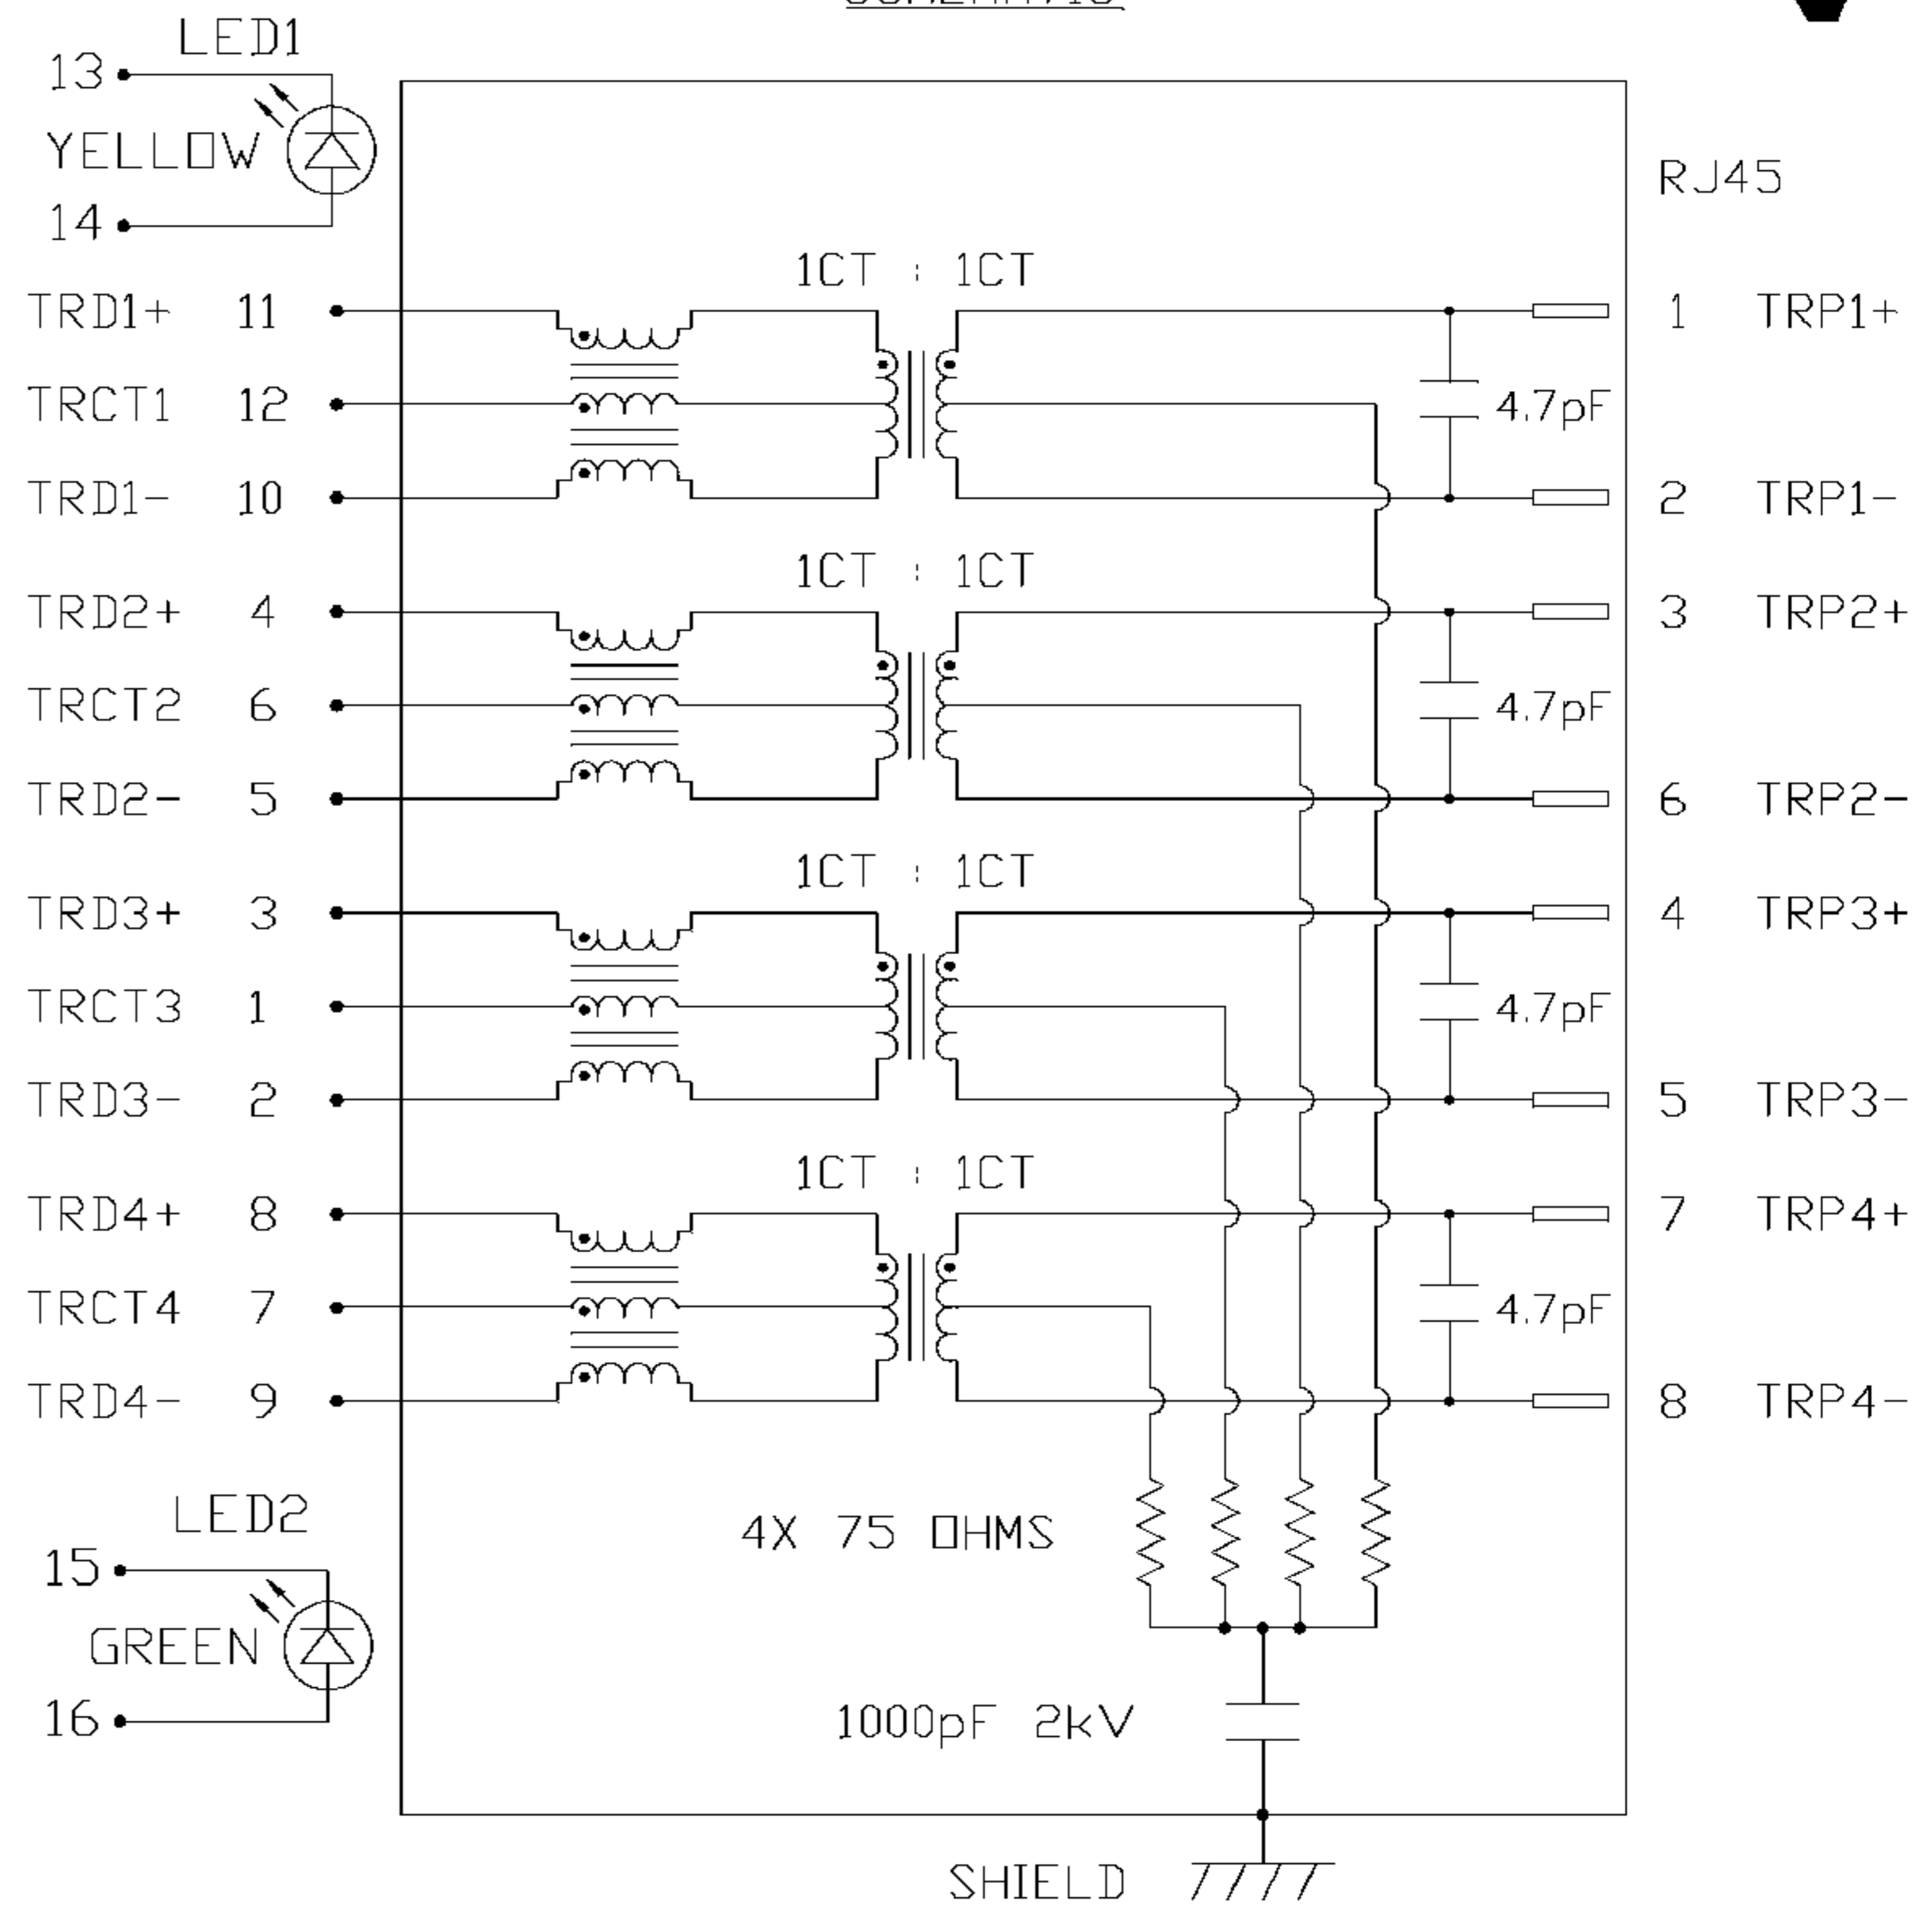 LED1
13
YELLOW
14
RJ45
1CT : 1CT
TRD1+ 11 1 TRP1+
TRCT1 12 4.7pF
TRD1- 10 2 TRP1-
1CT : 1CT
TRD2+ 4 3 TRP2+
TRCT2 6 4.7pF
TRD2- 5 6 TRP2-
1CT : 1CT
TRD3+ 3 4 TRP3+
TRCT3 1 4.7pF
TRD3- 2 5 TRP3-
1CT : 1CT
TRD4+ 8 7 TRP4+
TRCT4 7 4.7pF
TRD4- 9 8 TRP4-
LED2
4X 75 OHMS
15
GREEN
16
1000pF 2kV
SHIELD